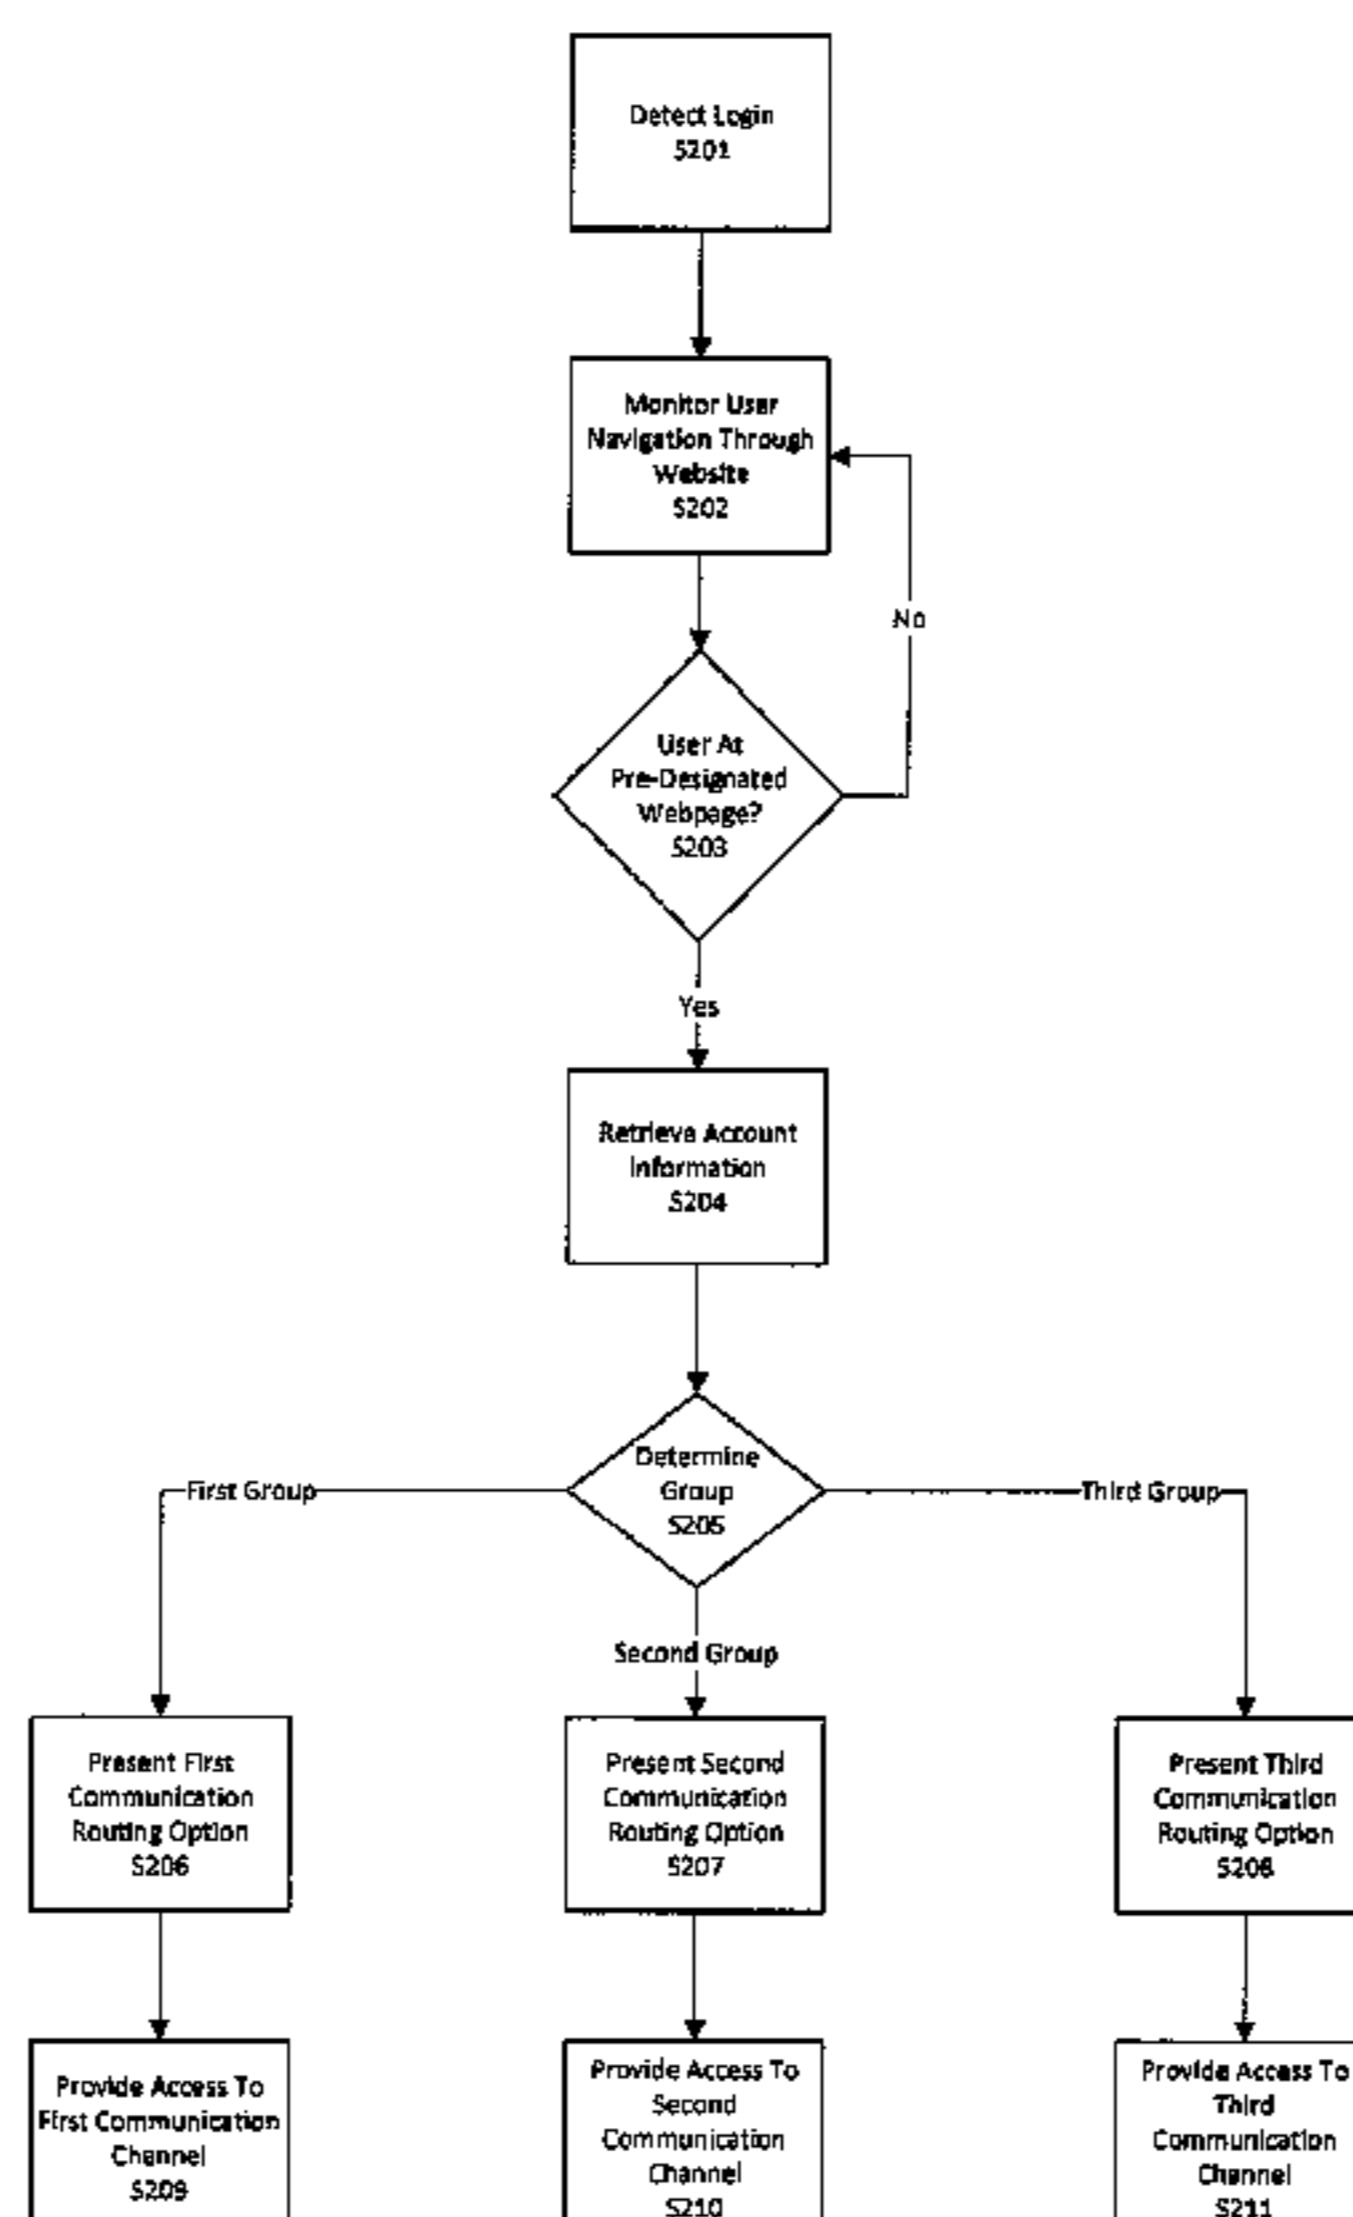 Detect Login
S201
Monitor User
Navigation Through
Website
S202
No
User At
Pre-Designated
Webpage?
S203
Yes
Retrieve Account
Information
S204
Determine
Group
S205
First Group
Third Group
Second Group
Present First
Communication
Routing Option
S206
Present Second
Communication
Routing Option
S207
Present Third
Communication
Routing Option
S208
Provide Access To
First Communication
Channel
S209
Provide Access To
Second
Communication
Channel
S210
Provide Access To
Third
Communication
Channel
S211